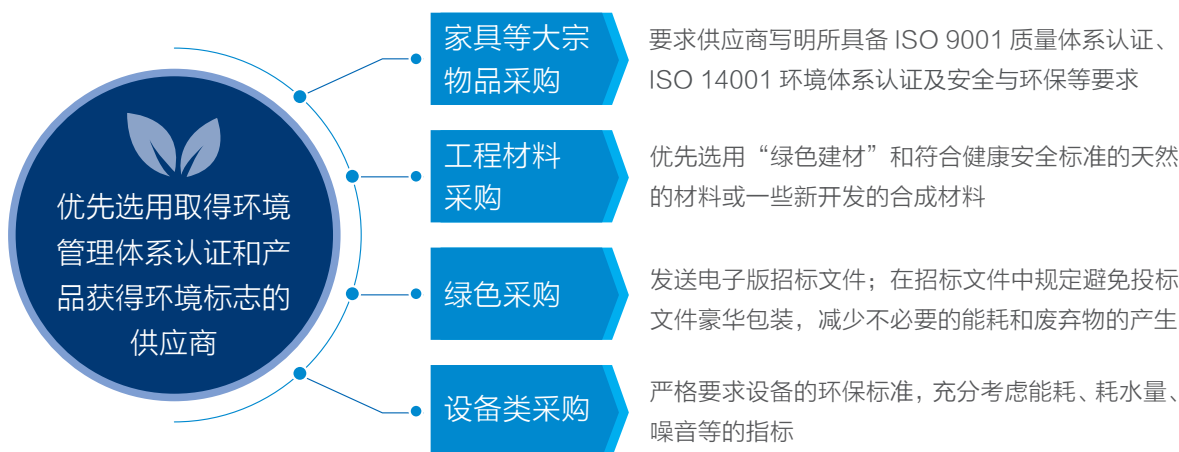 优先选用取得环境
管理体系认证和产
品获得环境标志的
供应商
家具等大宗
物品采购
要求供应商写明所具备 ISO 9001 质量体系认证、
ISO 14001 环境体系认证及安全与环保等要求
工程材料
采购
优先选用“绿色建材”和符合健康安全标准的天然
的材料或一些新开发的合成材料
绿色采购
发送电子版招标文件；在招标文件中规定避免投标
文件豪华包装，减少不必要的能耗和废弃物的产生
设备类采购
严格要求设备的环保标准，充分考虑能耗、耗水量、
噪音等的指标